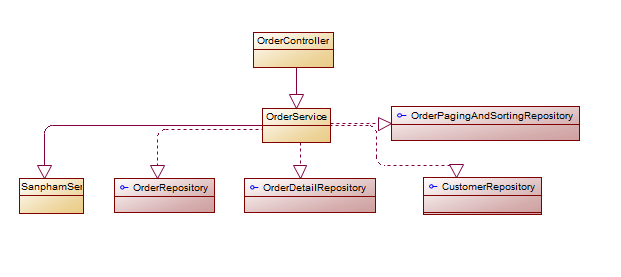 OrderController
OrderService
OrderPagingAndSortingRepository
SanphamSer
OrderRepository
OrderDetailRepository
CustomerRepository